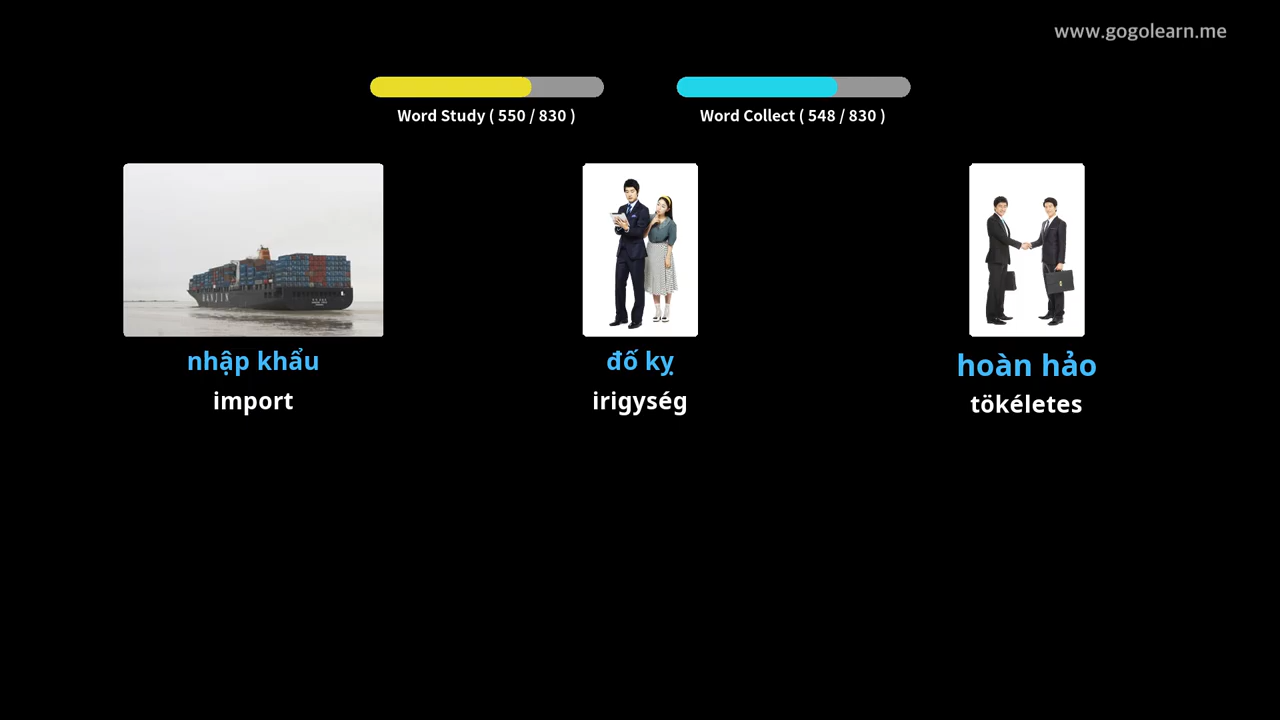 www.gogolearn.me
Word Study ( 550 / 830 )
Word Collect ( 548 / 830 )
HANJIN
nhập khẩu
đố kỵ
hoàn hảo
import
irigység
tökéletes